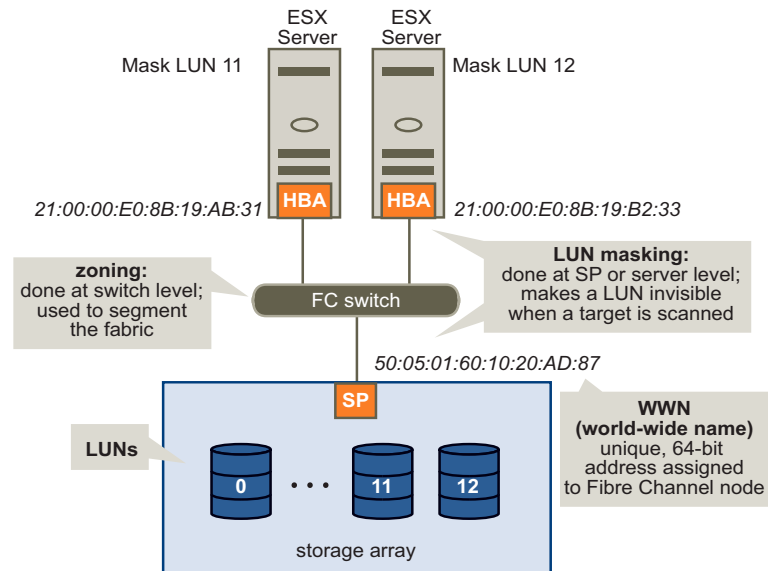 ESX
Server
ESX
Server
Mask LUN 11
Mask LUN 12
HBA
HBA
21:00:00:E0:8B:19:AB:31
21:00:00:E0:8B:19:B2:33
zoning:
done at switch level;
used to segment
the fabric
LUN masking:
done at SP or server level;
makes a LUN invisible
when a target is scanned
FC switch
50:05:01:60:10:20:AD:87
SP
WWN
(world-wide name)
unique, 64-bit
address assigned
to Fibre Channel node
LUNs
0
• • •
11
12
storage array